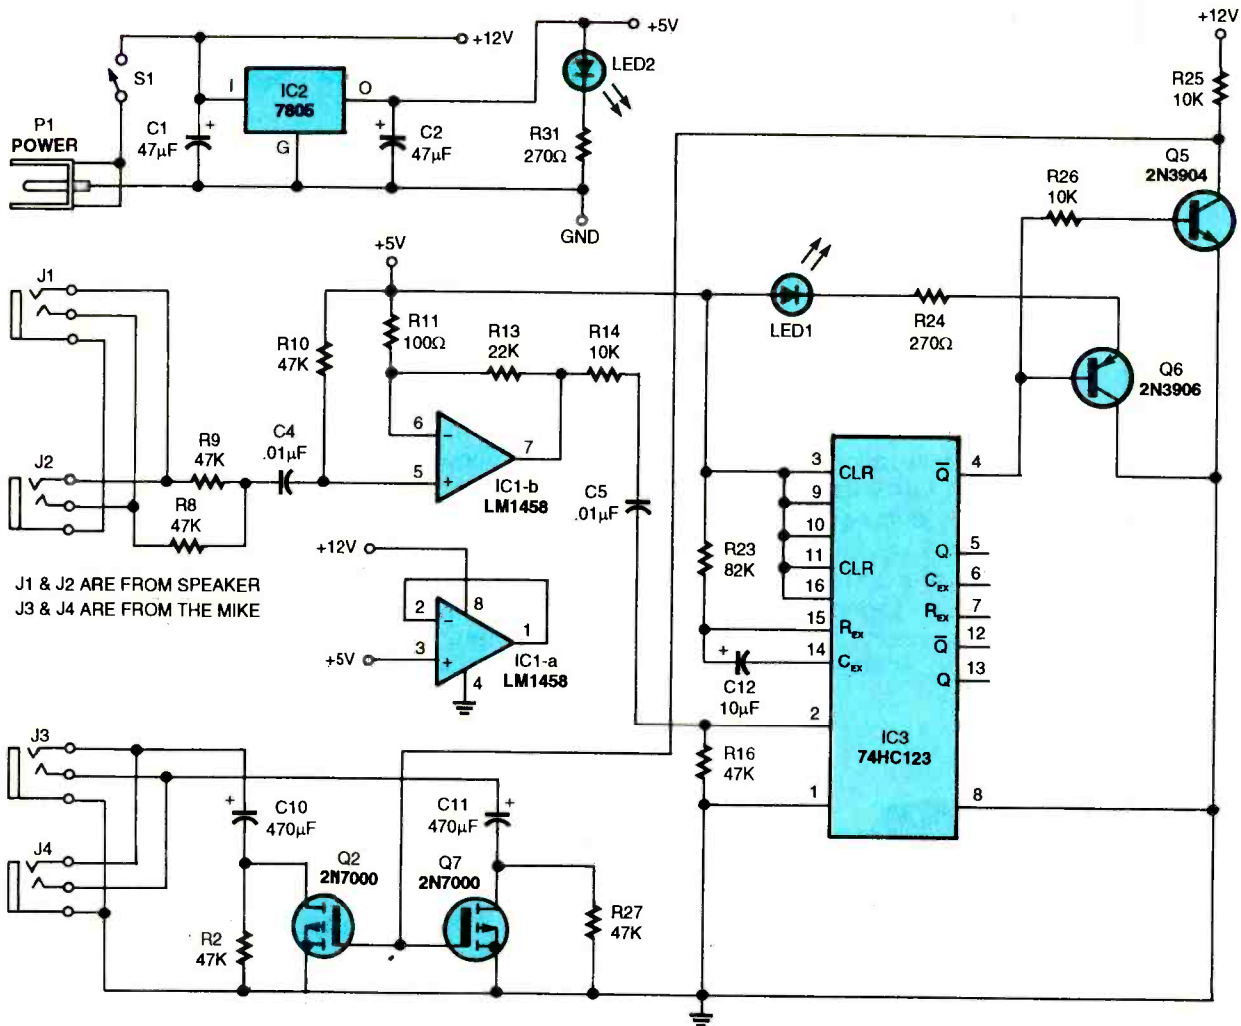 +12V
+5V
+12V
S1
LED2
I
IC2
7805
O
P1
POWER
C1
47µF
+
G
+
C2
47µF
R31
270Ω
GND
R25
10K
Q5
2N3904
R26
10K
J1
+5V
R10
47K
R11
100Ω
R13
22K
R14
10K
LED1
R24
270Ω
Q6
2N3906
J2
R9
47K
R8
47K
C4
.01µF
6
−
5
+
7
IC1-b
LM1458
C5
.01µF
J1 & J2 ARE FROM SPEAKER
J3 & J4 ARE FROM THE MIKE
+12V
8
2
−
1
+5V
3
+
4
IC1-a
LM1458
R23
82K
+
C12
10µF
R16
47K
3
CLR
9
10
11
CLR
16
15
REX
14
CEX
2
1
IC3
74HC123
Q̅
4
Q
5
CEX
6
REX
7
Q̅
12
Q
13
8
J3
J4
+
C10
470µF
C11
470µF
+
Q2
2N7000
Q7
2N7000
R2
47K
R27
47K